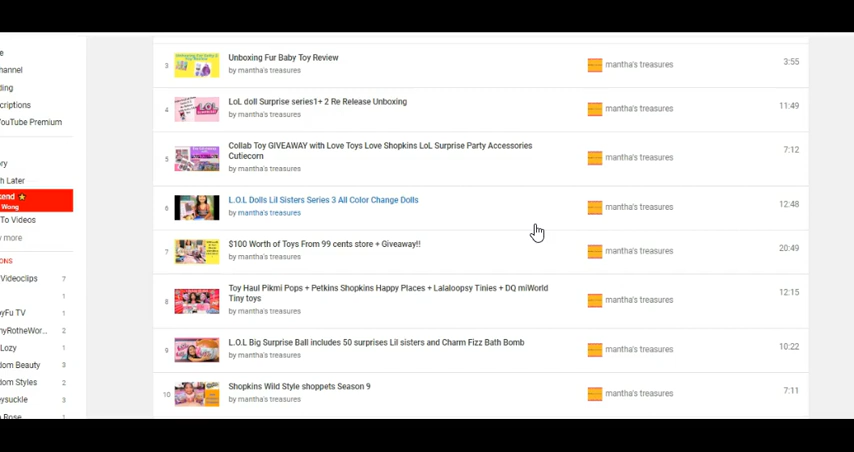 e
hannel
ding
criptions
ouTube Premium
ory
h Later
kend
Wong
To Videos
y more
ONS
Videoclips 7
1
oyFu TV 1
nyRotheWor... 2
Lozy 1
dom Beauty 3
dom Styles 2
eysuckle 3
a Rose 1
3
Unboxing Fur Baby Toy Review
by mantha's treasures
mantha's treasures
3:55
4
LoL doll Surprise series1+ 2 Re Release Unboxing
by mantha's treasures
mantha's treasures
11:49
5
Collab Toy GIVEAWAY with Love Toys Love Shopkins LoL Surprise Party Accessories
Cutiecorn
by mantha's treasures
mantha's treasures
7:12
6
L.O.L Dolls Lil Sisters Series 3 All Color Change Dolls
by mantha's treasures
mantha's treasures
12:48
7
$100 Worth of Toys From 99 cents store + Giveaway!!
by mantha's treasures
mantha's treasures
20:49
8
Toy Haul Pikmi Pops + Petkins Shopkins Happy Places + Lalaloopsy Tinies + DQ miWorld
Tiny toys
by mantha's treasures
mantha's treasures
12:15
9
L.O.L Big Surprise Ball includes 50 surprises Lil sisters and Charm Fizz Bath Bomb
by mantha's treasures
mantha's treasures
10:22
10
Shopkins Wild Style shoppets Season 9
by mantha's treasures
mantha's treasures
7:11